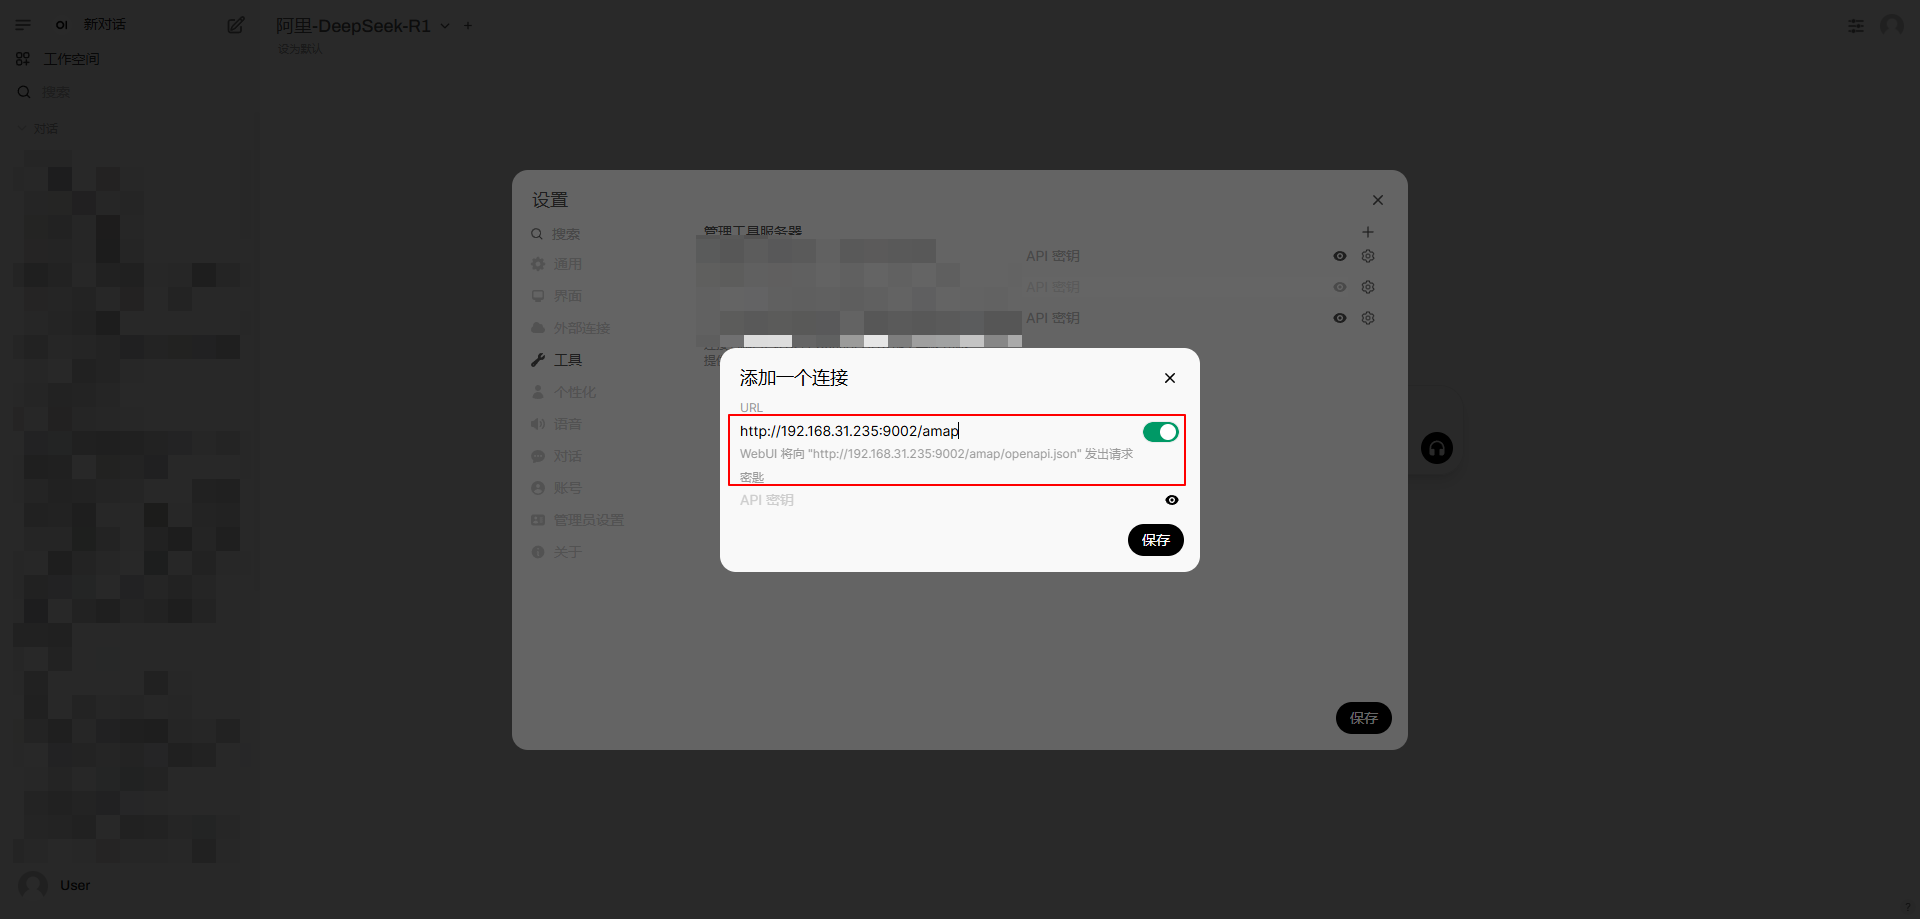 OI 新对话
工作空间
搜索
对话
User
阿里-DeepSeek-R1
设为默认
设置
搜索
通用
界面
外部连接
工具
个性化
语音
对话
账号
管理员设置
关于
管理工具服务器
API 密钥
API 密钥
API 密钥
添加一个连接
URL
http://192.168.31.235:9002/amap
WebUI 将向 "http://192.168.31.235:9002/amap/openapi.json" 发出请求
密匙
API 密钥
保存
保存
?